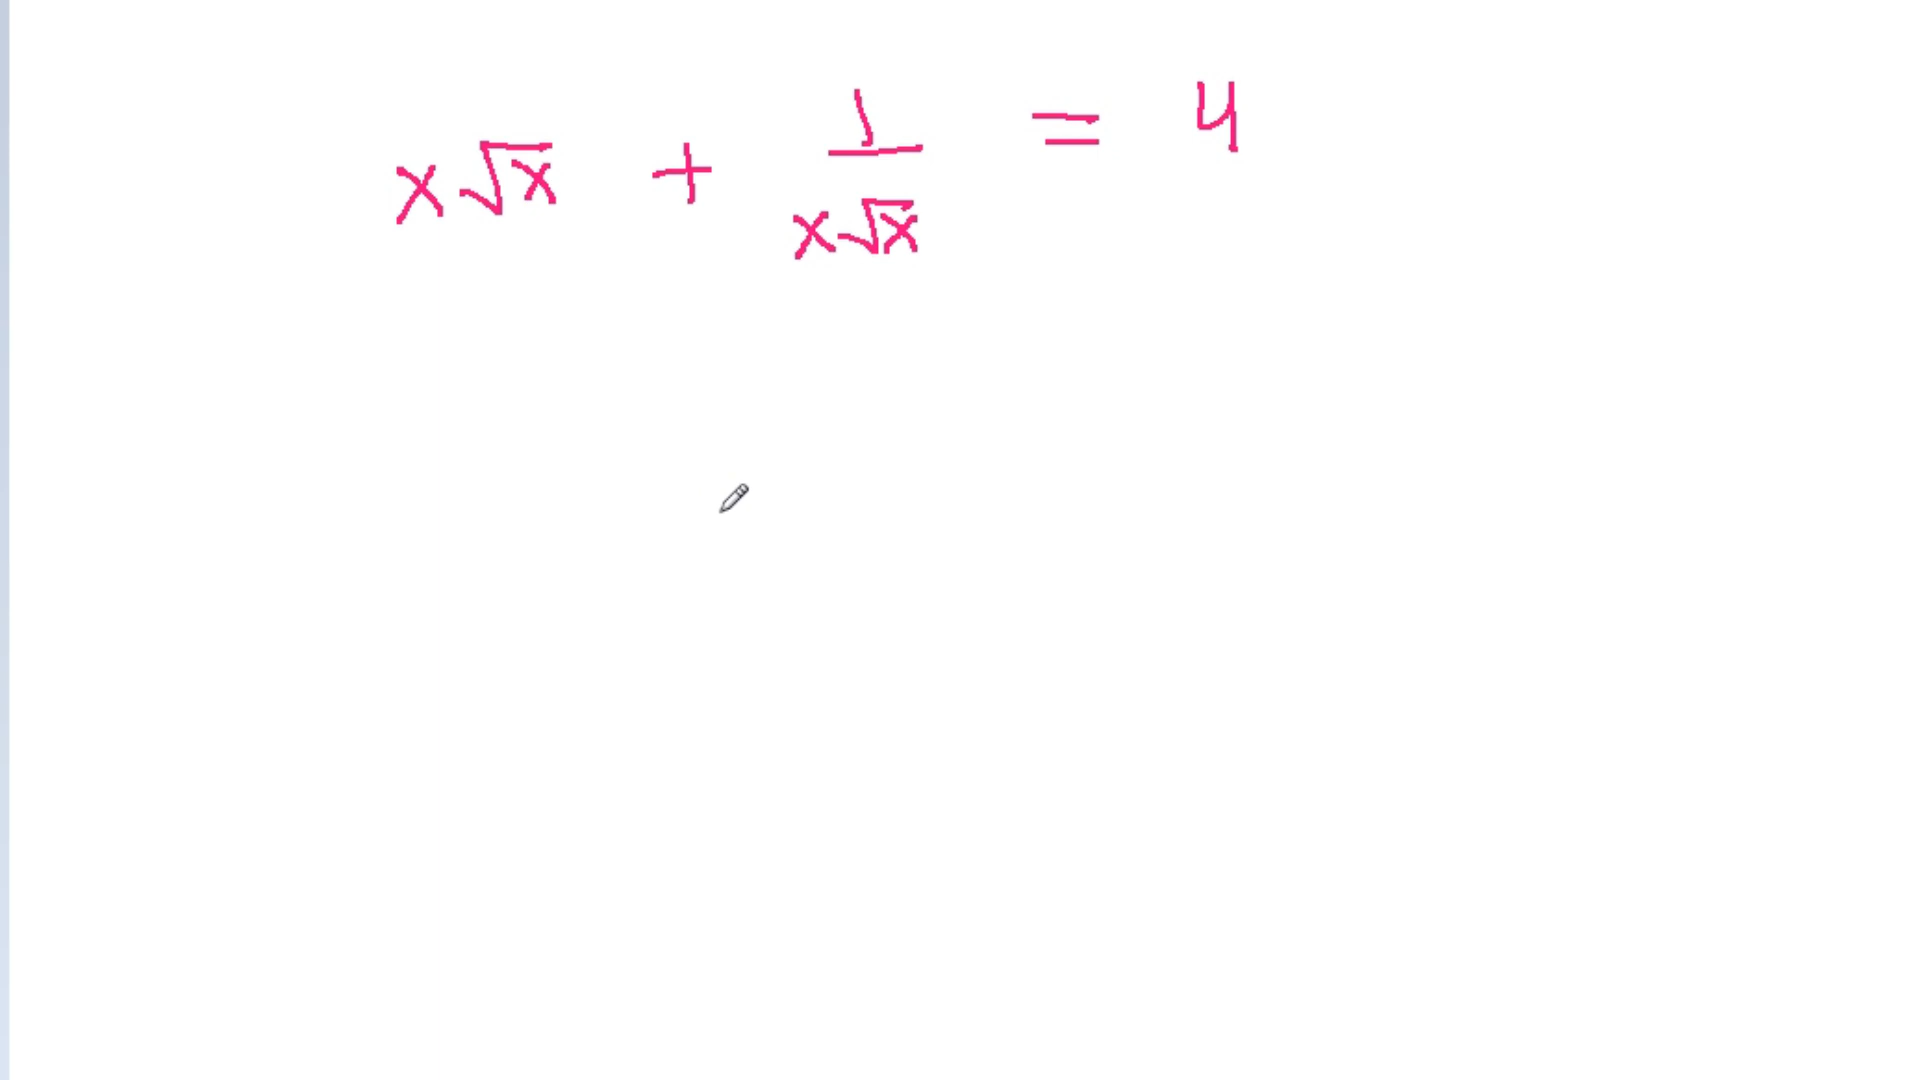 x√x + 1/(x√x) = 4